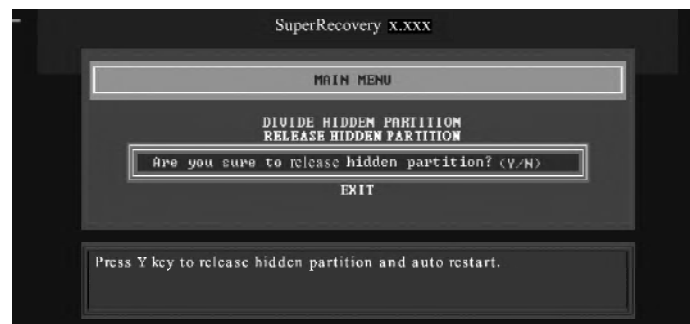 SuperRecovery X.XXX
MAIN MENU
DIVIDE HIDDEN PARTITION
RELEASE HIDDEN PARTITION
Are you sure to release hidden partition? (Y/N)
EXIT
Press Y key to release hidden partition and auto restart.